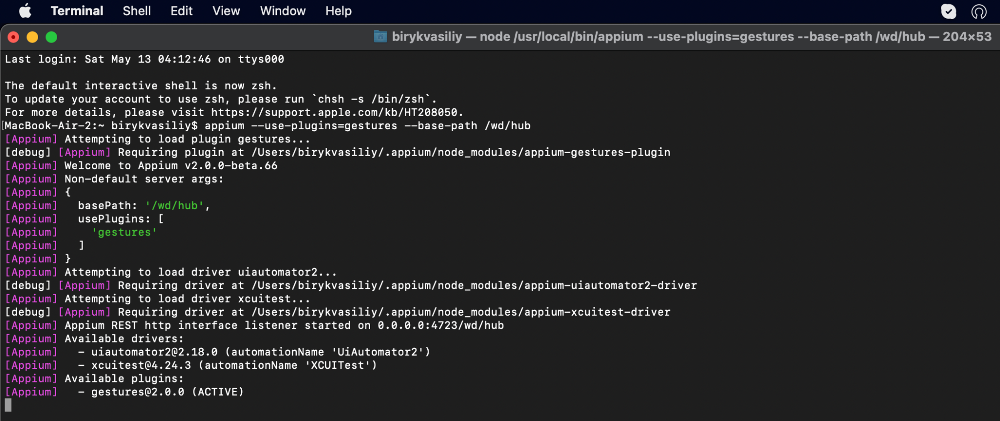 Terminal Shell Edit View Window Help
birykvasiliy — node /usr/local/bin/appium --use-plugins=gestures --base-path /wd/hub — 204×53
Last login: Sat May 13 04:12:46 on ttys000
The default interactive shell is now zsh.
To update your account to use zsh, please run `chsh -s /bin/zsh`.
For more details, please visit https://support.apple.com/kb/HT208050.
[MacBook-Air-2:~ birykvasiliy$ appium --use-plugins=gestures --base-path /wd/hub
[Appium] Attempting to load plugin gestures...
[debug] [Appium] Requiring plugin at /Users/birykvasiliy/.appium/node_modules/appium-gestures-plugin
[Appium] Welcome to Appium v2.0.0-beta.66
[Appium] Non-default server args:
[Appium] {
[Appium]   basePath: '/wd/hub',
[Appium]   usePlugins: [
[Appium]     'gestures'
[Appium]   ]
[Appium] }
[Appium] Attempting to load driver uiautomator2...
[debug] [Appium] Requiring driver at /Users/birykvasiliy/.appium/node_modules/appium-uiautomator2-driver
[Appium] Attempting to load driver xcuitest...
[debug] [Appium] Requiring driver at /Users/birykvasiliy/.appium/node_modules/appium-xcuitest-driver
[Appium] Appium REST http interface listener started on 0.0.0.0:4723/wd/hub
[Appium] Available drivers:
[Appium]   - uiautomator2@2.18.0 (automationName 'UiAutomator2')
[Appium]   - xcuitest@4.24.3 (automationName 'XCUITest')
[Appium] Available plugins:
[Appium]   - gestures@2.0.0 (ACTIVE)